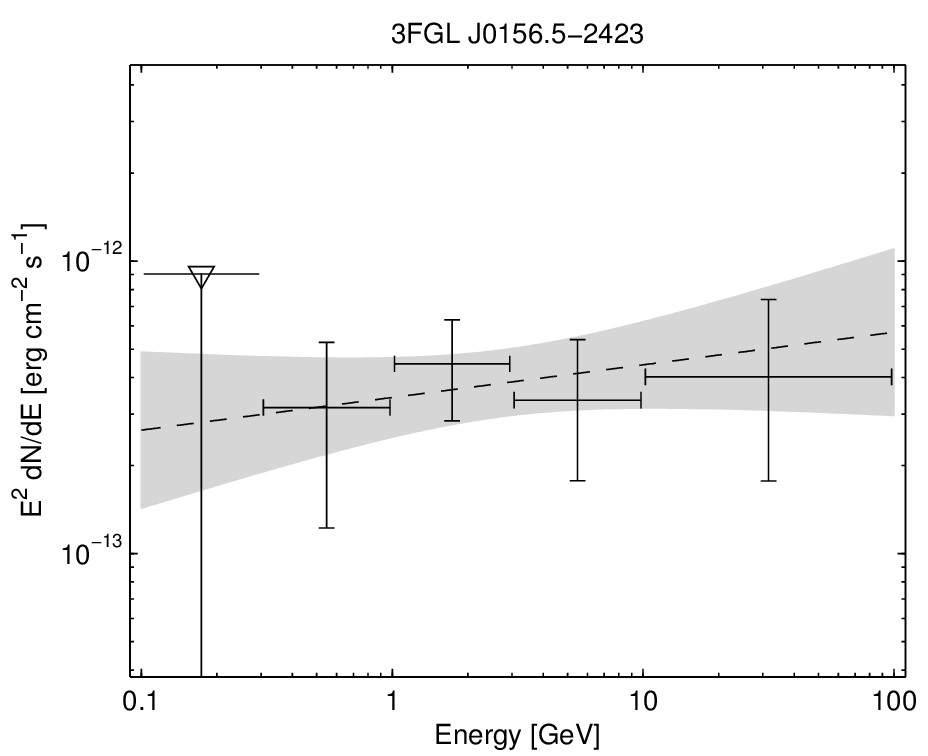 3FGL J0156.5−2423
E² dN/dE [erg cm⁻² s⁻¹]
10⁻¹²
10⁻¹³
0.1 1 10 100
Energy [GeV]